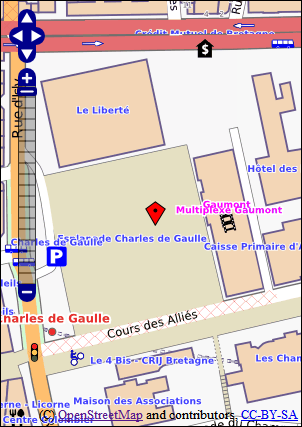 Ru
Crédit Mutuel de Bretagne
$
Rue d'Isly
Le Liberté
Hôtel des
Gaumont
Multiplexe Gaumont
Esplanade Charles de Gaulle
Charles de Gaulle
Caisse Primaire d'A
P
Charles de Gaulle
Cours des Alliés
Le 4 Bis - CRIJ Bretagne
Les Cham
Maison des Associations
Centre Colombier
(C) OpenStreetMap and contributors, CC-BY-SA